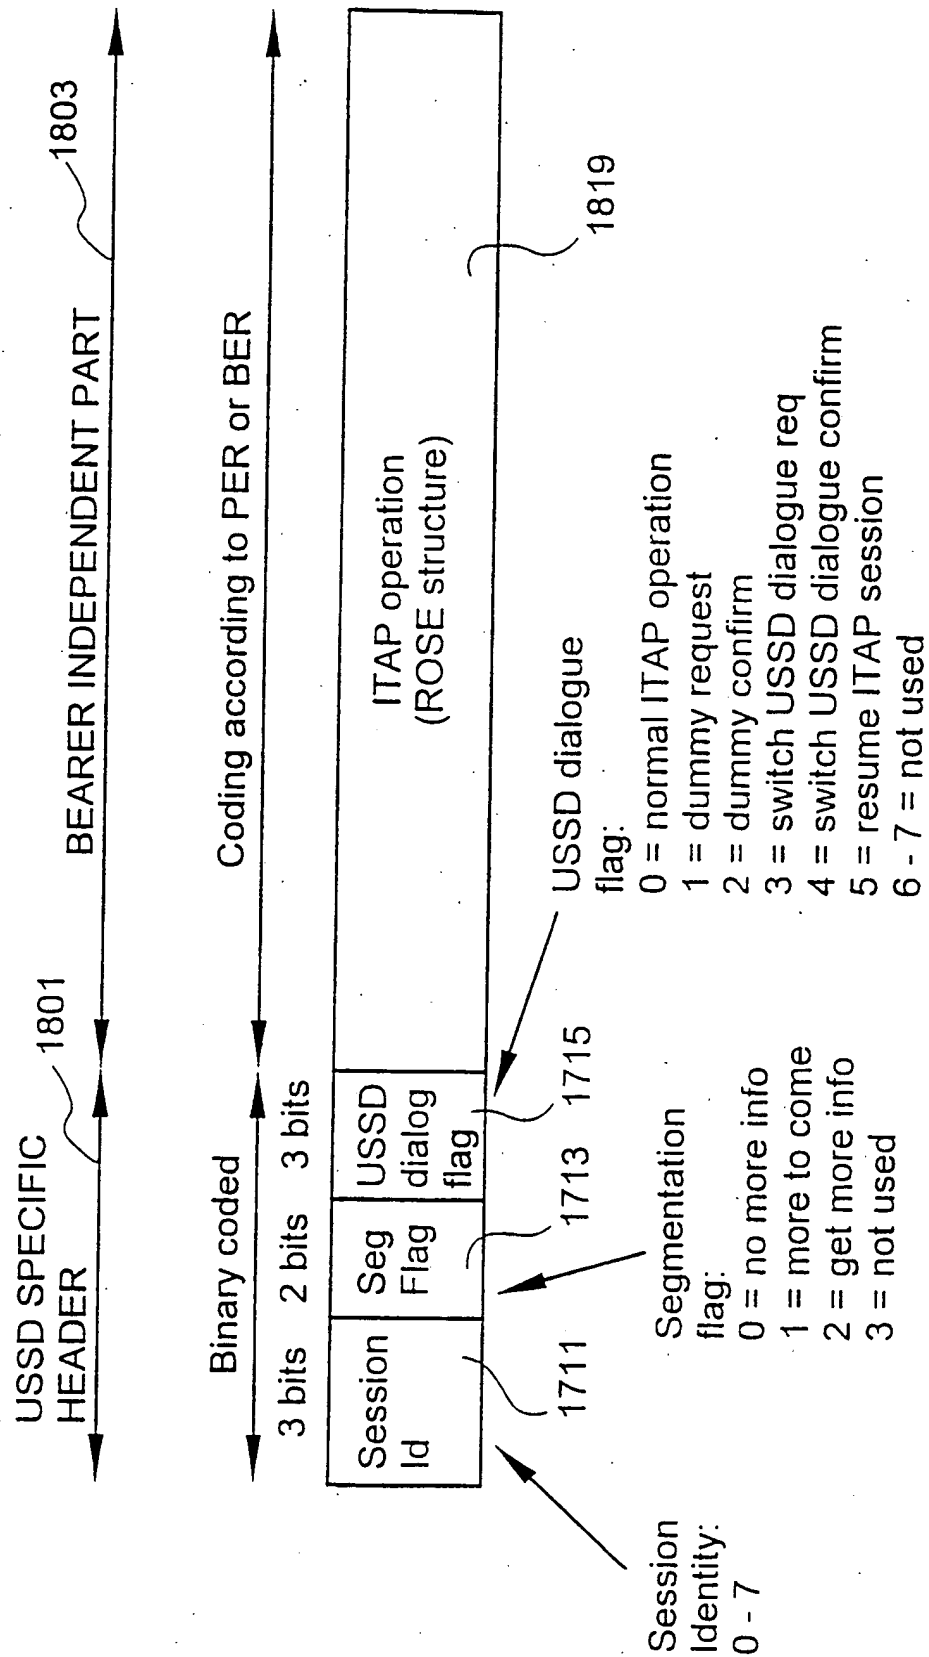 USSD SPECIFIC
HEADER
1801
BEARER INDEPENDENT PART
1803
Binary coded
Coding according to PER or BER
3 bits
2 bits
3 bits
Session
Id
Seg
Flag
USSD
dialog
flag
ITAP operation
(ROSE structure)
1711
1713
1715
1819
Session
Identity:
0 - 7
Segmentation
flag:
0 = no more info
1 = more to come
2 = get more info
3 = not used
USSD dialogue
flag:
0 = normal ITAP operation
1 = dummy request
2 = dummy confirm
3 = switch USSD dialogue req
4 = switch USSD dialogue confirm
5 = resume ITAP session
6 - 7 = not used